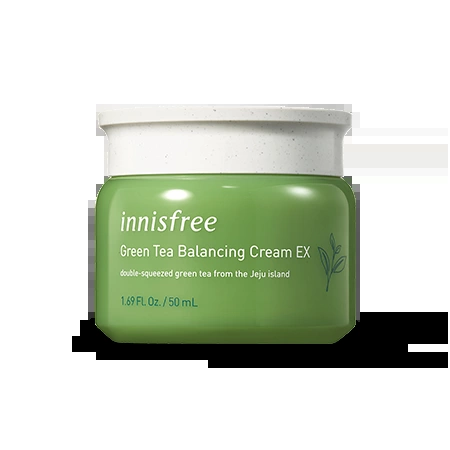 innisfree
Green Tea Balancing Cream EX
double-squeezed green tea from the Jeju island
1.69 FL. Oz. / 50 mL